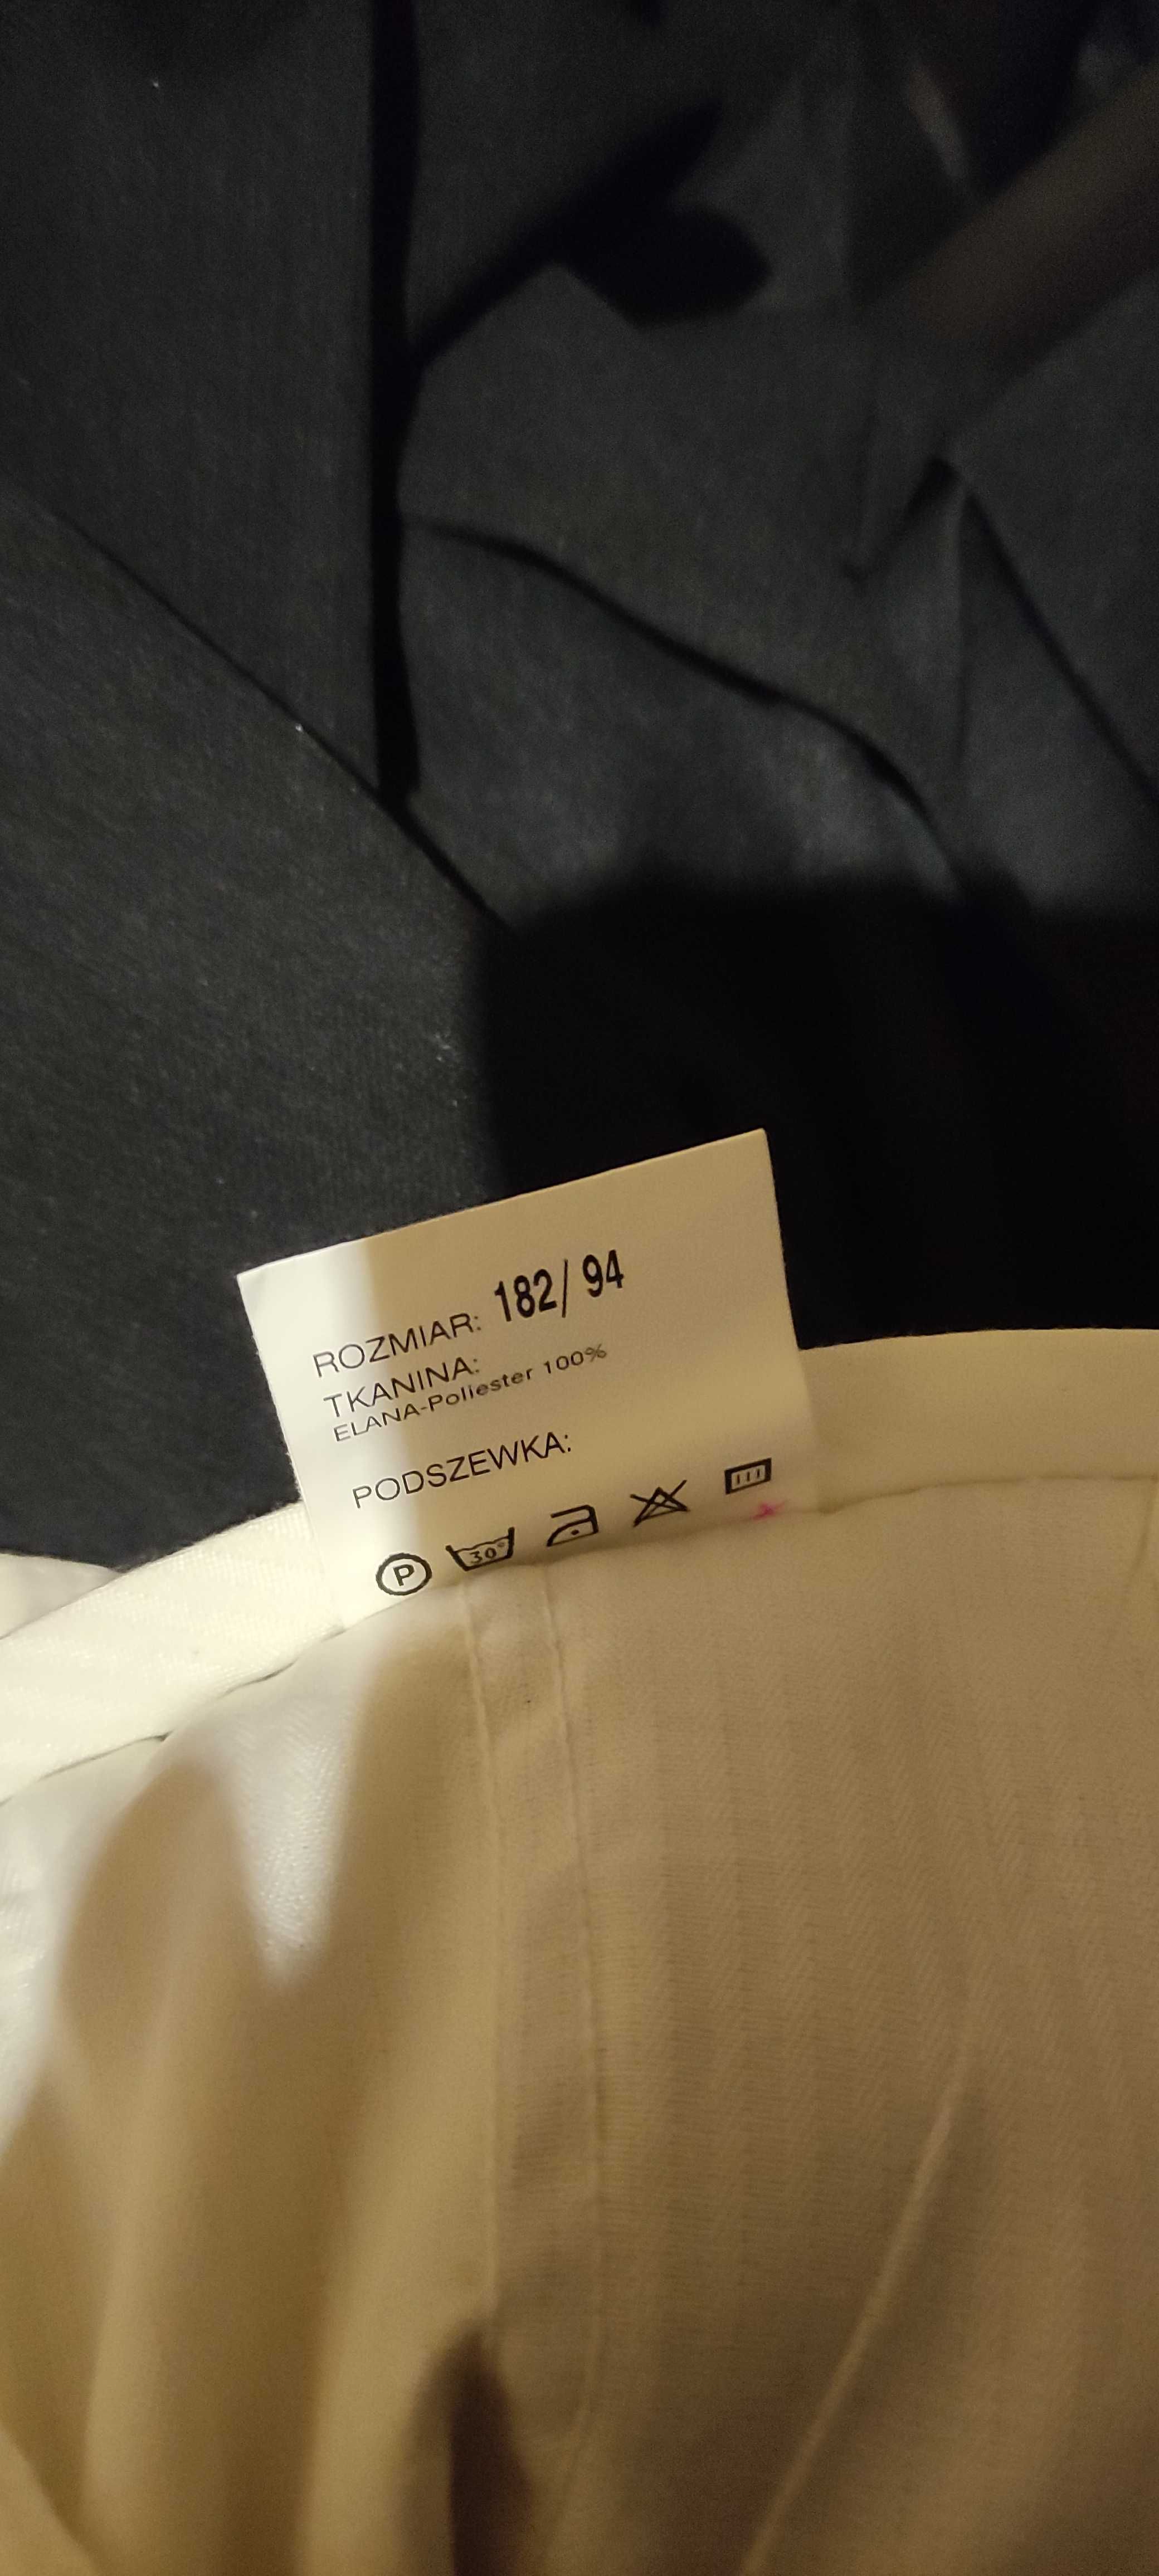 ROZMIAR: 182/ 94
TKANINA:
ELANA-Poliester 100%
PODSZEWKA:
P 30°